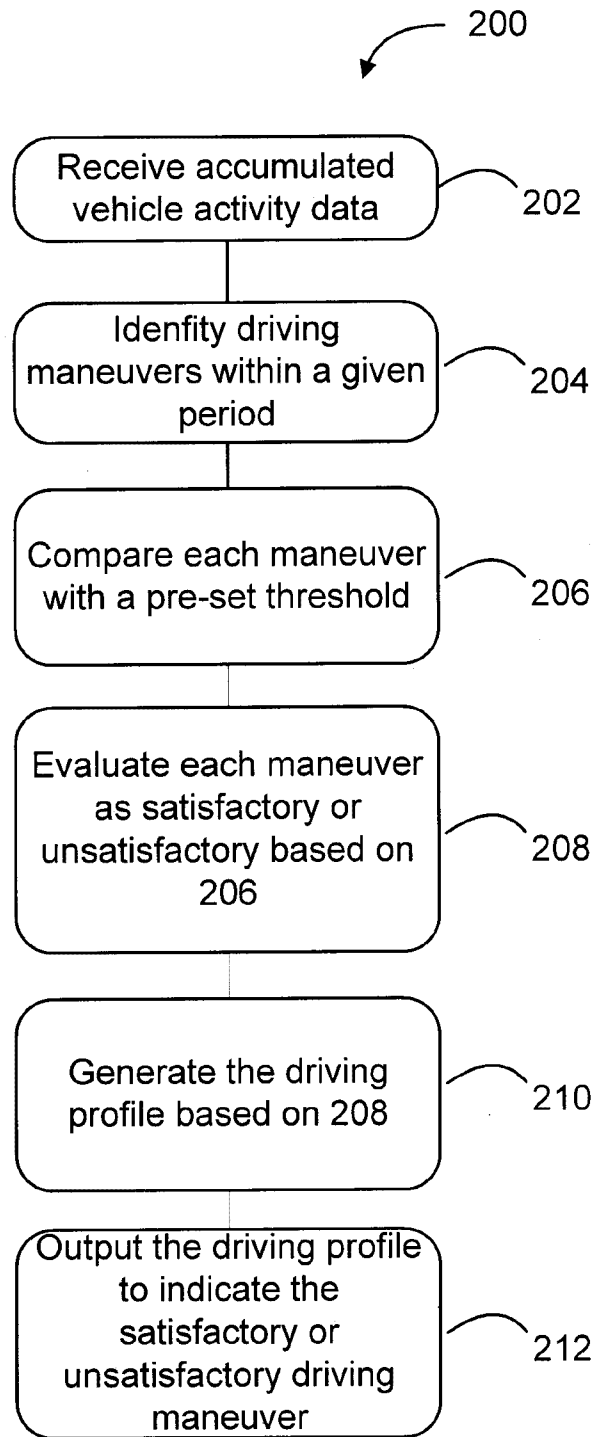 200
Receive accumulated
vehicle activity data
202
Idenfity driving
maneuvers within a given
period
204
Compare each maneuver
with a pre-set threshold
206
Evaluate each maneuver
as satisfactory or
unsatisfactory based on
206
208
Generate the driving
profile based on 208
210
Output the driving profile
to indicate the
satisfactory or
unsatisfactory driving
maneuver
212